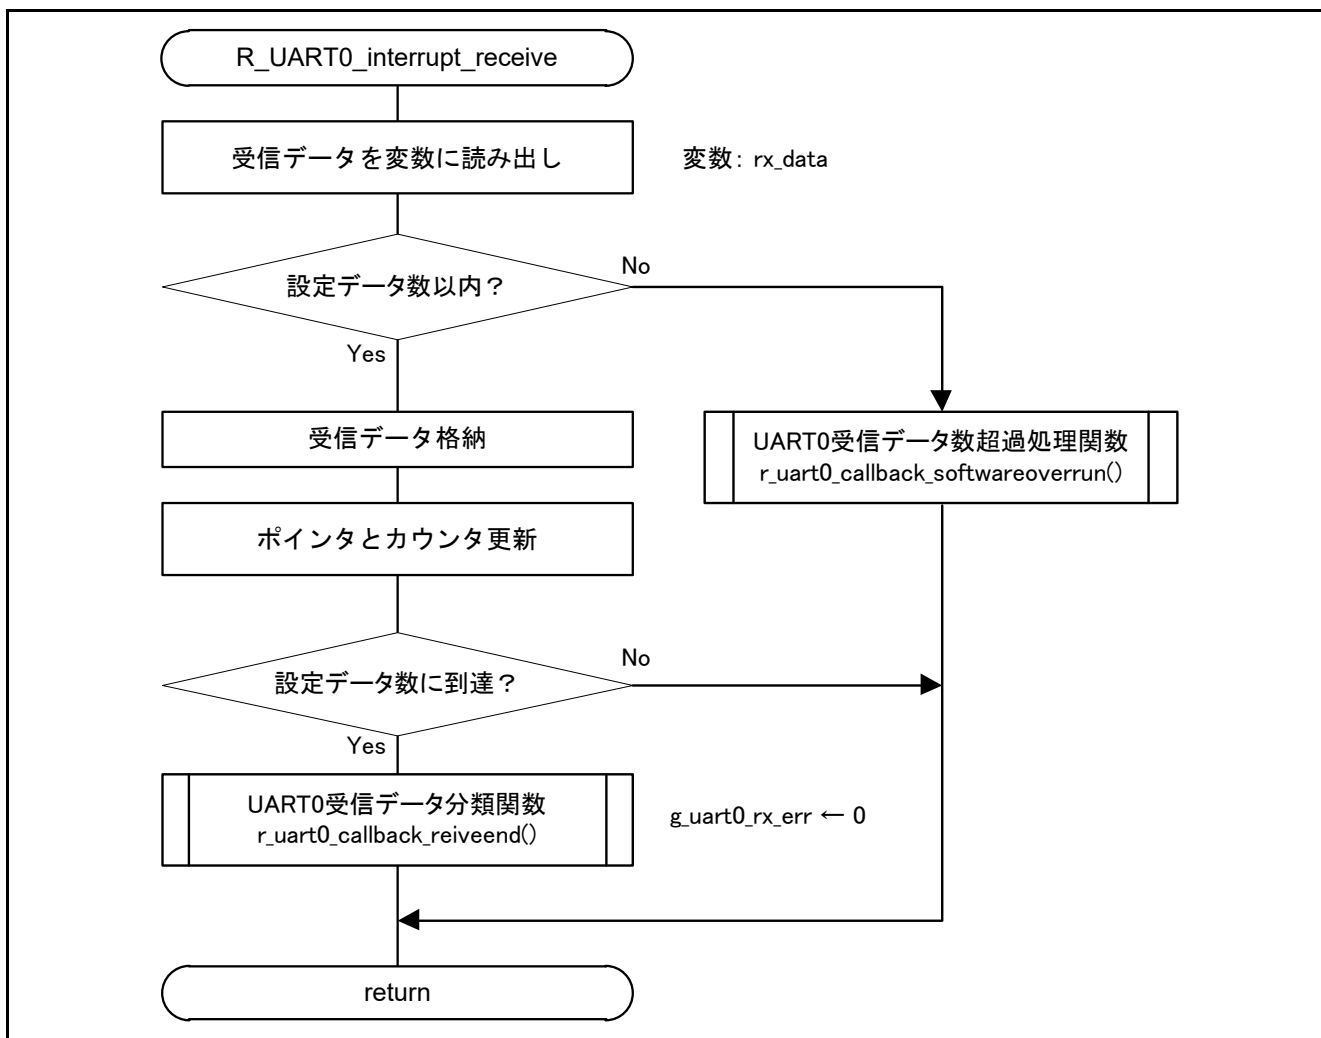 R_UART0_interrupt_receive
受信データを変数に読み出し
変数: rx_data
設定データ数以内？
No
Yes
受信データ格納
UART0受信データ数超過処理関数
r_uart0_callback_softwareoverrun()
ポインタとカウンタ更新
設定データ数に到達？
No
Yes
UART0受信データ分類関数
r_uart0_callback_reiveend()
g_uart0_rx_err ← 0
return